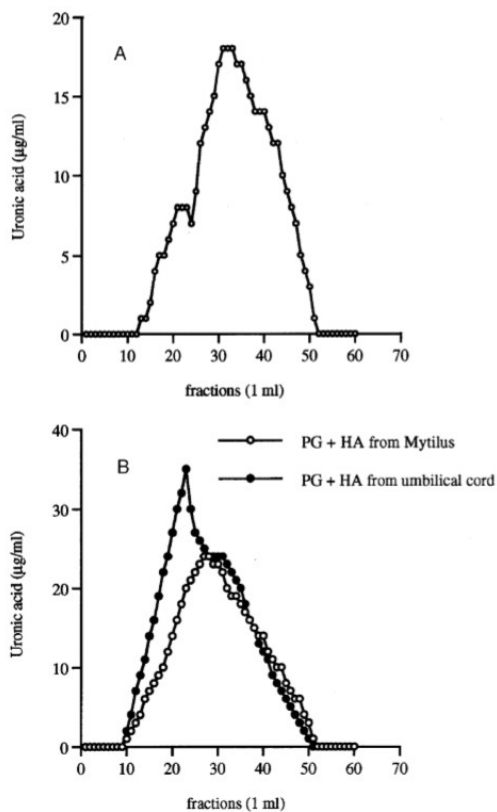 20
A
15
Uronic acid (µg/ml)
10
5
0
0 10 20 30 40 50 60 70
fractions (1 ml)
40
B
PG + HA from Mytilus
PG + HA from umbilical cord
30
Uronic acid (µg/ml)
20
10
0
0 10 20 30 40 50 60 70
fractions (1 ml)